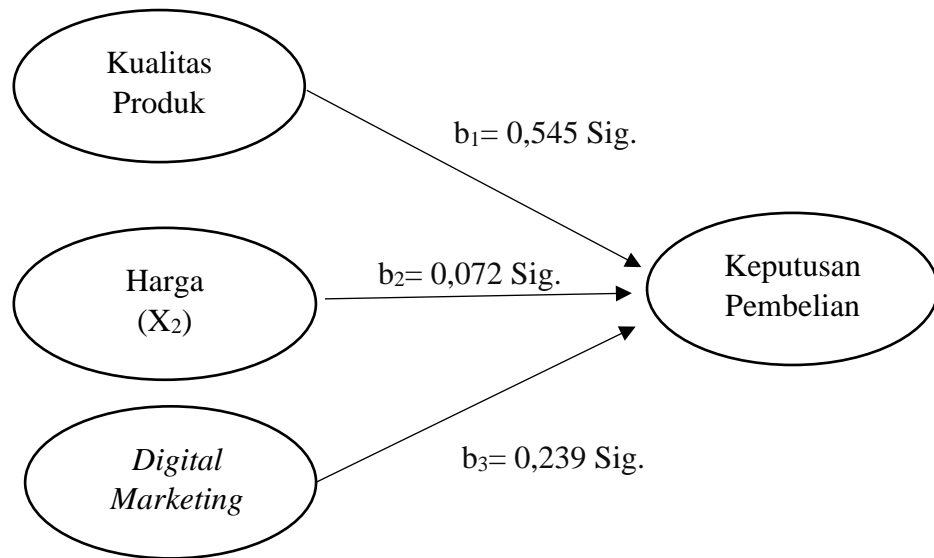 Kualitas
Produk
b₁= 0,545 Sig.
Harga
(X₂)
b₂= 0,072 Sig.
Keputusan
Pembelian
Digital
Marketing
b₃= 0,239 Sig.